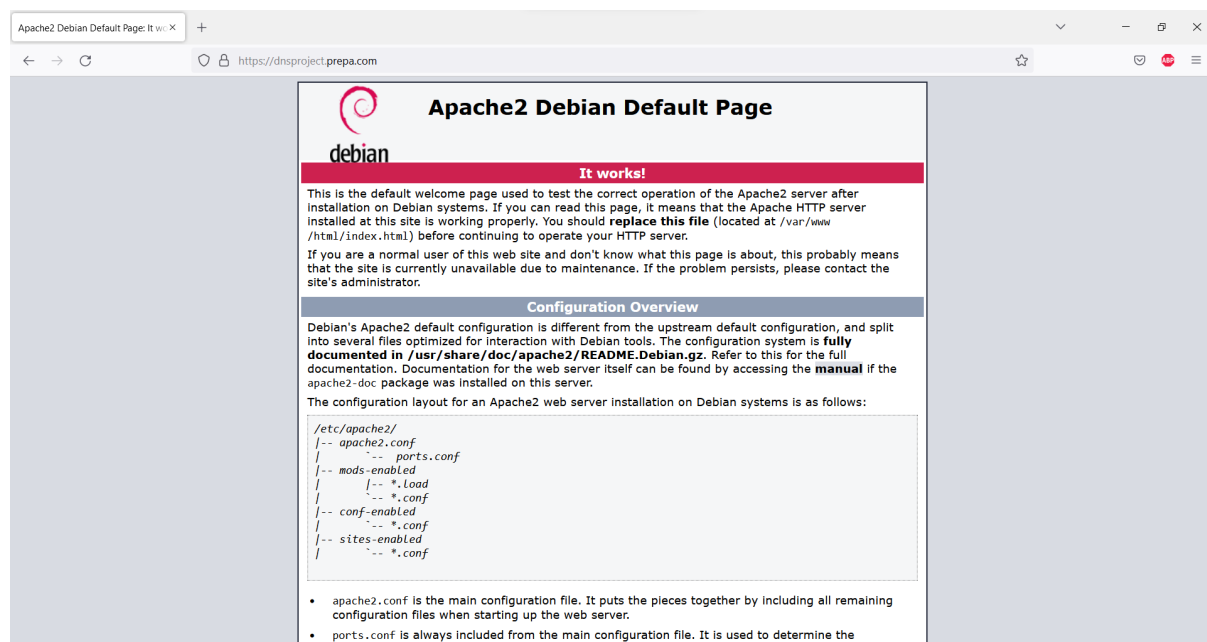 Apache2 Debian Default Page: It wo
https://dnsproject.prepa.com
ABP
debian
Apache2 Debian Default Page
It works!
This is the default welcome page used to test the correct operation of the Apache2 server after
installation on Debian systems. If you can read this page, it means that the Apache HTTP server
installed at this site is working properly. You should replace this file (located at /var/www
/html/index.html) before continuing to operate your HTTP server.
If you are a normal user of this web site and don't know what this page is about, this probably means
that the site is currently unavailable due to maintenance. If the problem persists, please contact the
site's administrator.
Configuration Overview
Debian's Apache2 default configuration is different from the upstream default configuration, and split
into several files optimized for interaction with Debian tools. The configuration system is fully
documented in /usr/share/doc/apache2/README.Debian.gz. Refer to this for the full
documentation. Documentation for the web server itself can be found by accessing the manual if the
apache2-doc package was installed on this server.
The configuration layout for an Apache2 web server installation on Debian systems is as follows:
/etc/apache2/
|-- apache2.conf
|       `--  ports.conf
|-- mods-enabled
|       |-- *.load
|       `-- *.conf
|-- conf-enabled
|       `-- *.conf
|-- sites-enabled
|       `-- *.conf
• apache2.conf is the main configuration file. It puts the pieces together by including all remaining
configuration files when starting up the web server.
• ports.conf is always included from the main configuration file. It is used to determine the